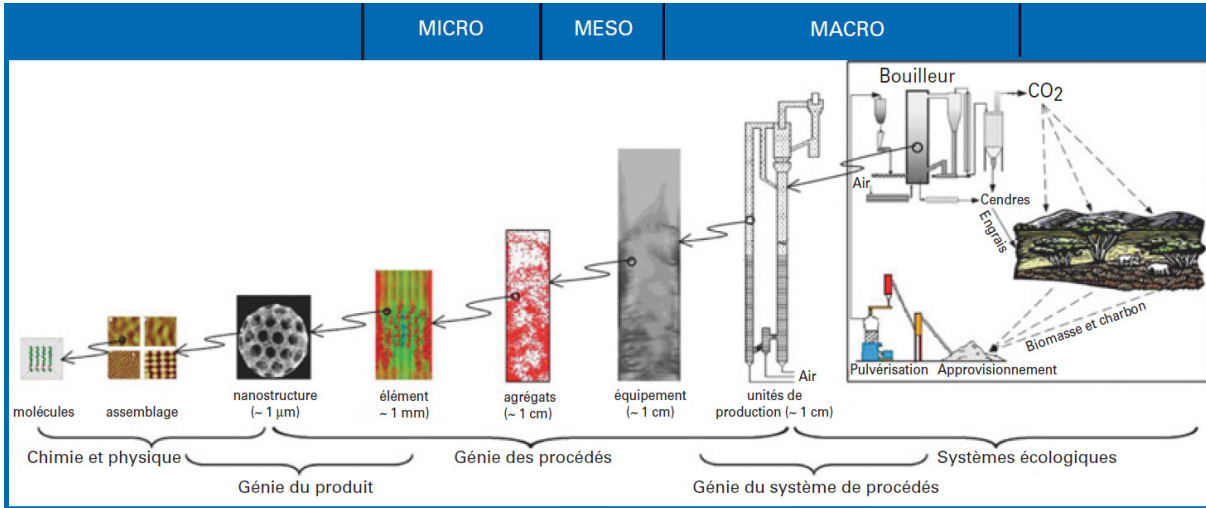 MICRO
MESO
MACRO
Bouilleur
CO2
Air
Cendres
Engrais
Biomasse et charbon
Pulvérisation
Approvisionnement
Air
molécules
assemblage
nanostructure
(~ 1 μm)
élément
~ 1 mm)
agrégats
(~ 1 cm)
équipement
(~ 1 cm)
unités de
production (~ 1 cm)
Chimie et physique
Génie des procédés
Systèmes écologiques
Génie du produit
Génie du système de procédés